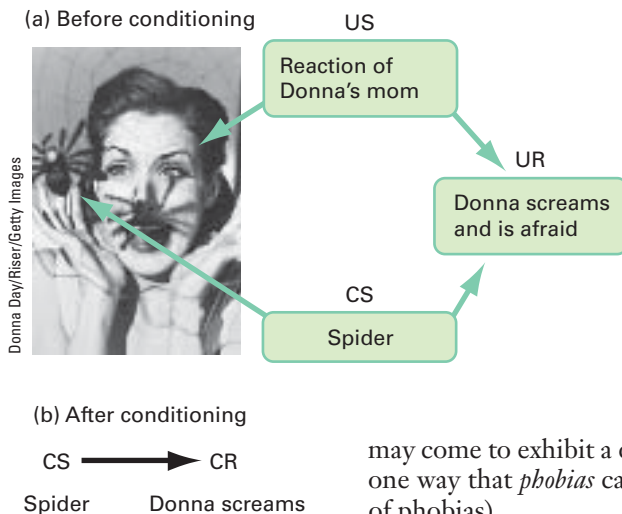 (a) Before conditioning
US
Reaction of
Donna's mom
UR
Donna screams
and is afraid
CS
Spider
Donna Day/Riser/Getty Images
(b) After conditioning
CS CR
Spider Donna screams
may come to exhibit a
one way that phobias
of phobias)